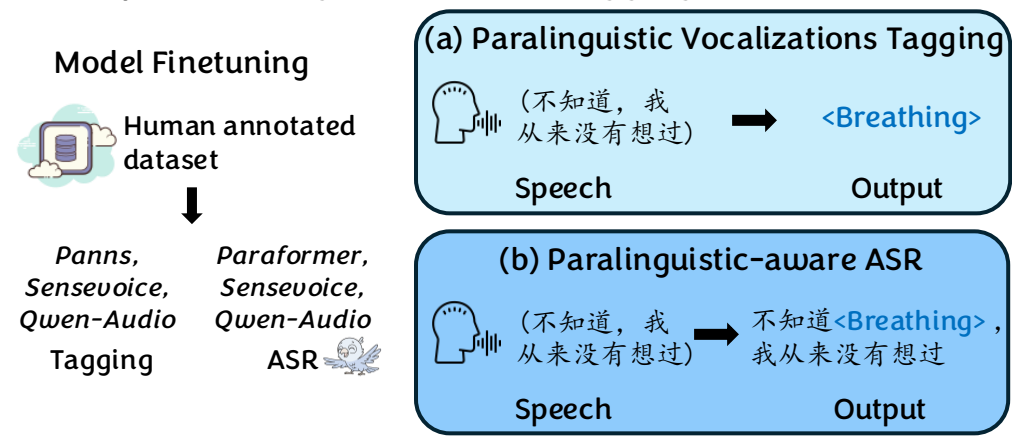 Model Finetuning
Human annotated
dataset
Panns,
Sensevoice,
Qwen-Audio
Tagging
Paraformer,
Sensevoice,
Qwen-Audio
ASR
(a) Paralinguistic Vocalizations Tagging
(不知道，我
从来没有想过)
<Breathing>
Speech
Output
(b) Paralinguistic-aware ASR
(不知道，我
从来没有想过)
不知道<Breathing>，
我从来没有想过
Speech
Output